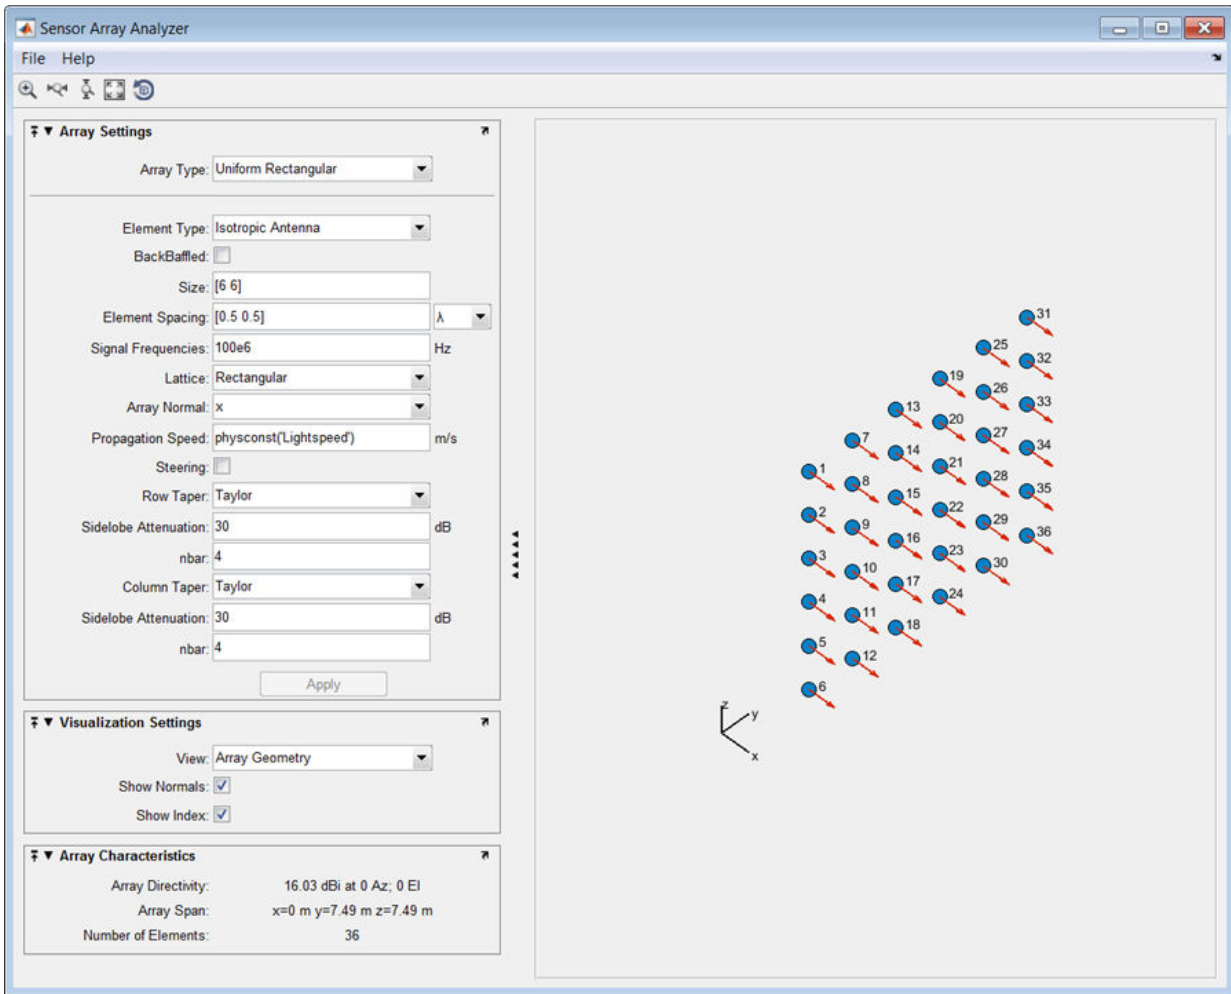 Sensor Array Analyzer
File Help
Array Settings
Array Type: Uniform Rectangular
Element Type: Isotropic Antenna
BackBaffled:
Size: [6 6]
Element Spacing: [0.5 0.5] λ
Signal Frequencies: 100e6 Hz
Lattice: Rectangular
Array Normal: x
Propagation Speed: physconst('Lightspeed') m/s
Steering:
Row Taper: Taylor
Sidelobe Attenuation: 30 dB
nbar: 4
Column Taper: Taylor
Sidelobe Attenuation: 30 dB
nbar: 4
Apply
Visualization Settings
View: Array Geometry
Show Normals:
Show Index:
Array Characteristics
Array Directivity: 16.03 dBi at 0 Az; 0 El
Array Span: x=0 m y=7.49 m z=7.49 m
Number of Elements: 36
31
25
32
19
26
33
13
20
27
34
7
14
21
28
35
1
8
15
22
29
36
2
9
16
23
30
3
10
17
24
4
11
18
5
12
6
z
y
x